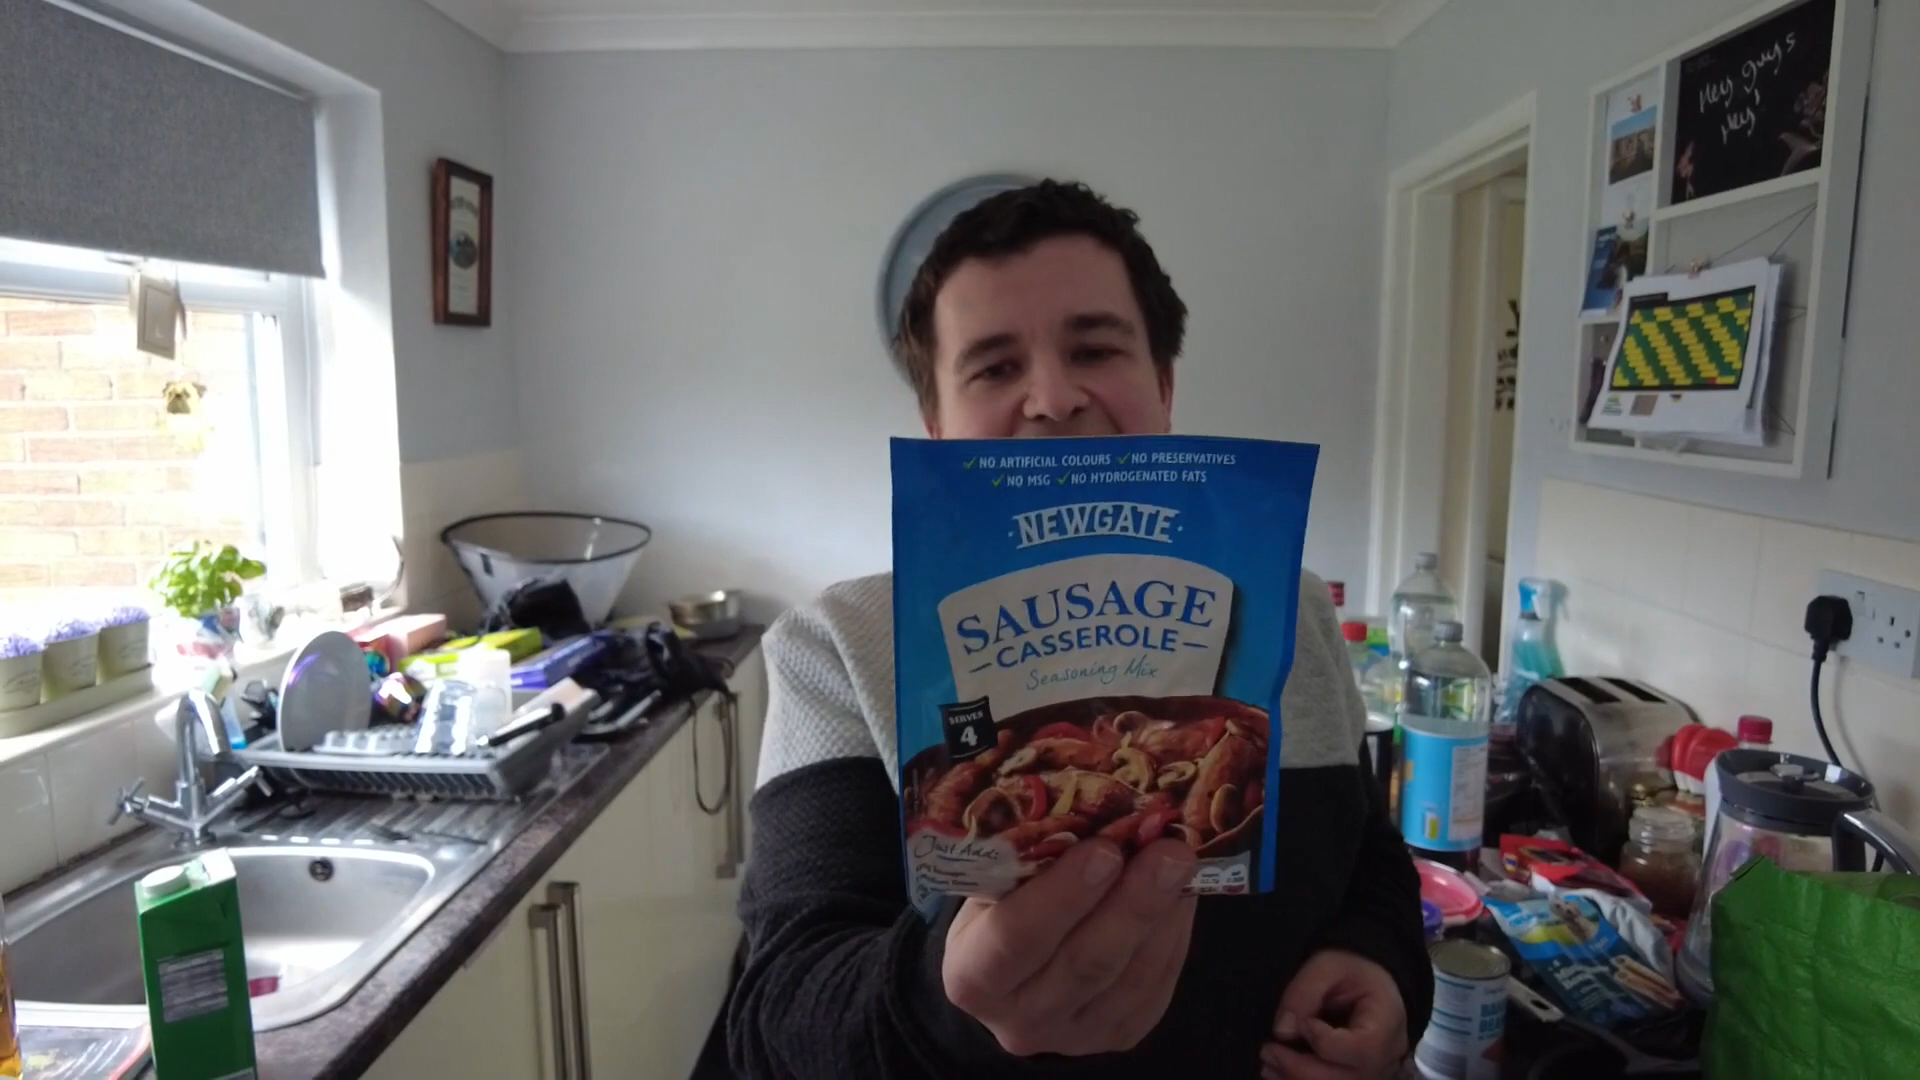 Hey guys
Hey!
✓NO ARTIFICIAL COLOURS ✓NO PRESERVATIVES
✓NO MSG ✓NO HYDROGENATED FATS
NEWGATE
SAUSAGE
CASSEROLE
Seasoning Mix
SERVES
4
Just Add: